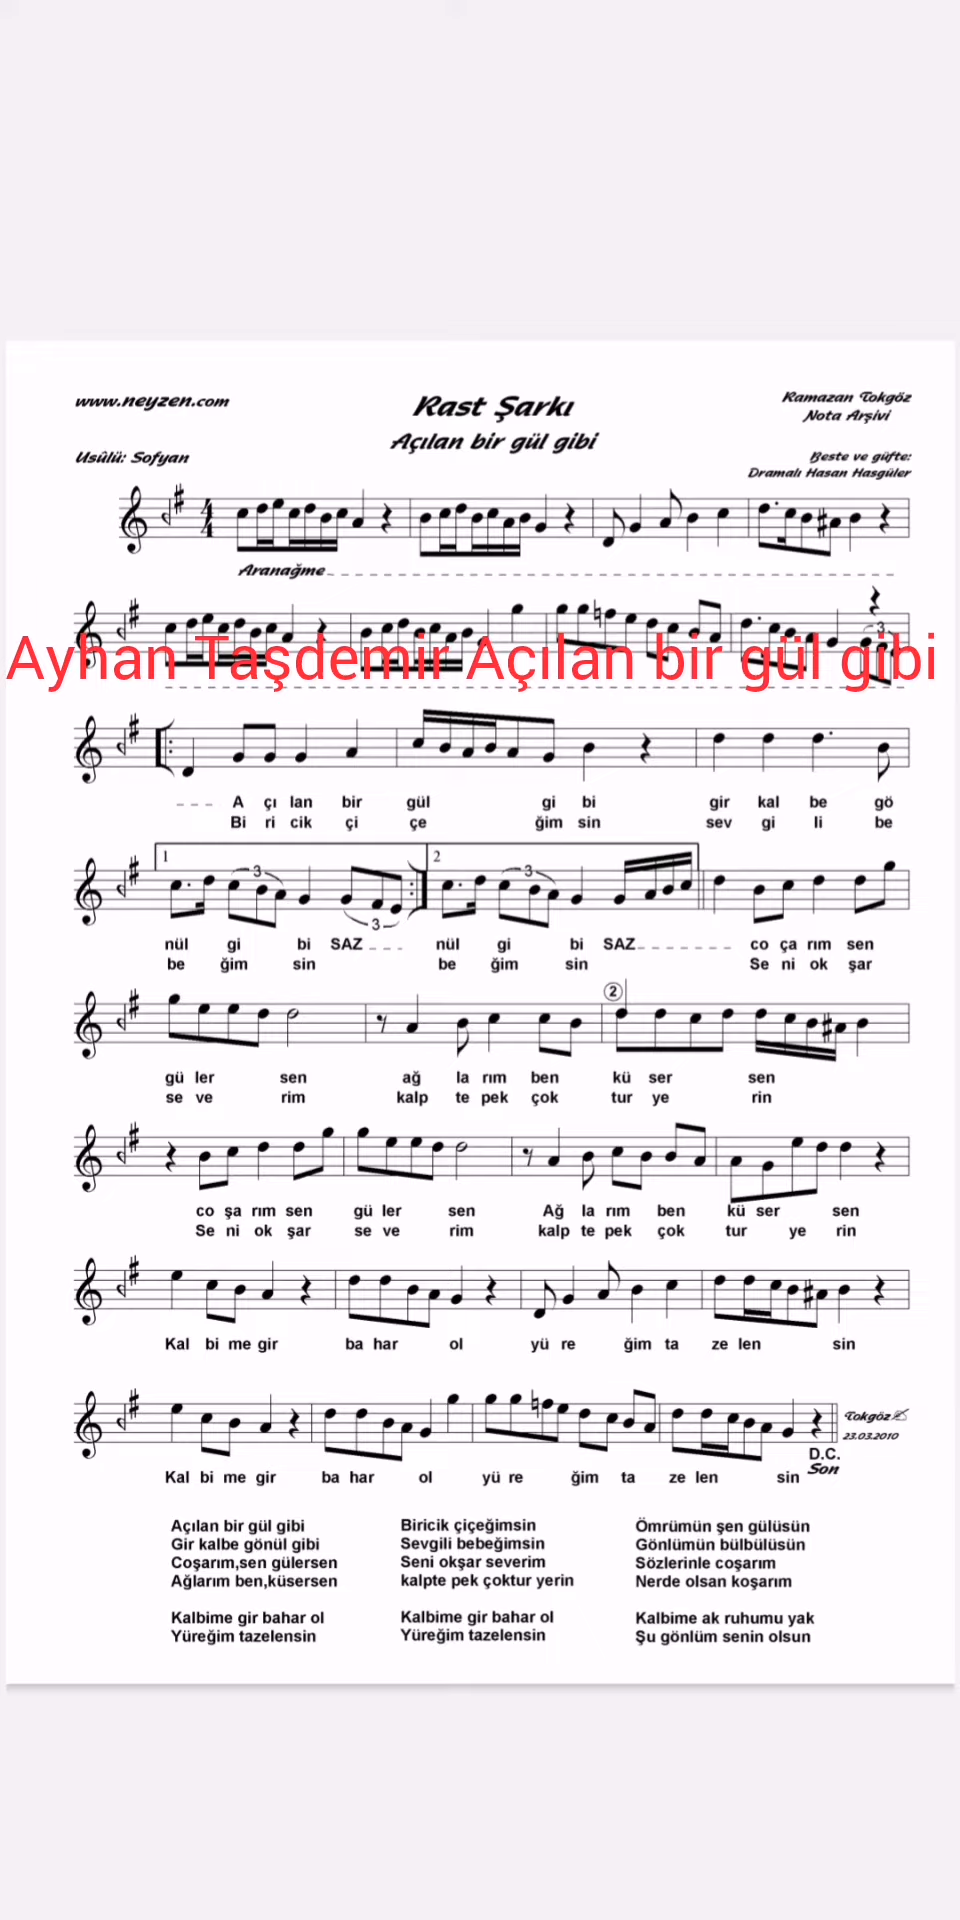 www.neyzen.com
Rast Şarkı
Ramazan Tokgöz
Nota Arşivi
Açılan bir gül gibi
Usûlü: Sofyan
Beste ve güfte:
Dramalı Hasan Hasgüler
4
4
Aranağme
3
Ayhan Taşdemir Açılan bir gül gibi
A çı lan bir gül gi bi gir kal be gö
Bi ri cik çi çe ğim sin sev gi li be
1 3 3 2 3
nül gi bi SAZ nül gi bi SAZ co ça rım sen
be ğim sin be ğim sin Se ni ok şar
2
gü ler sen ağ la rım ben kü ser sen
se ve rim kalp te pek çok tur ye rin
co şa rım sen gü ler sen Ağ la rım ben kü ser sen
Se ni ok şar se ve rim kalp te pek çok tur ye rin
Kal bi me gir ba har ol yü re ğim ta ze len sin
Tokgöz
23.03.2010
D.C.
Son
Kal bi me gir ba har ol yü re ğim ta ze len sin
Açılan bir gül gibi
Gir kalbe gönül gibi
Coşarım,sen gülersen
Ağlarım ben,küsersen
Kalbime gir bahar ol
Yüreğim tazelensin
Biricik çiçeğimsin
Sevgili bebeğimsin
Seni okşar severim
kalpte pek çoktur yerin
Kalbime gir bahar ol
Yüreğim tazelensin
Ömrümün şen gülüsün
Gönlümün bülbülüsün
Sözlerinle coşarım
Nerde olsan koşarım
Kalbime ak ruhumu yak
Şu gönlüm senin olsun